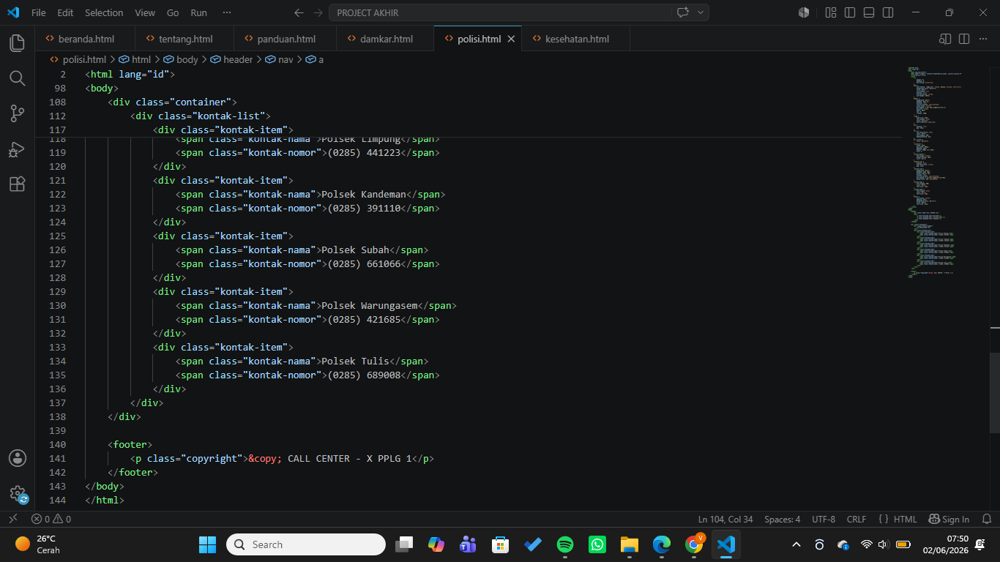 File Edit Selection View Go Run ···
PROJECT AKHIR
beranda.html tentang.html panduan.html damkar.html polisi.html kesehatan.html
polisi.html > html > body > header > nav > a
2 <html lang="id">
98 <body>
108 <div class="container">
112 <div class="kontak-list">
117 <div class="kontak-item">
118 <span class="kontak-nama">Polsek Limpung</span>
119 <span class="kontak-nomor">(0285) 441223</span>
120 </div>
121 <div class="kontak-item">
122 <span class="kontak-nama">Polsek Kandeman</span>
123 <span class="kontak-nomor">(0285) 391110</span>
124 </div>
125 <div class="kontak-item">
126 <span class="kontak-nama">Polsek Subah</span>
127 <span class="kontak-nomor">(0285) 661066</span>
128 </div>
129 <div class="kontak-item">
130 <span class="kontak-nama">Polsek Warungasem</span>
131 <span class="kontak-nomor">(0285) 421685</span>
132 </div>
133 <div class="kontak-item">
134 <span class="kontak-nama">Polsek Tulis</span>
135 <span class="kontak-nomor">(0285) 689008</span>
136 </div>
137 </div>
138 </div>
139
140 <footer>
141 <p class="copyright">&copy; CALL CENTER - X PPLG 1</p>
142 </footer>
143 </body>
144 </html>
0 0 Ln 104, Col 34 Spaces: 4 UTF-8 CRLF {} HTML Sign In
26°C
Cerah
Search
V
07:50
02/06/2026